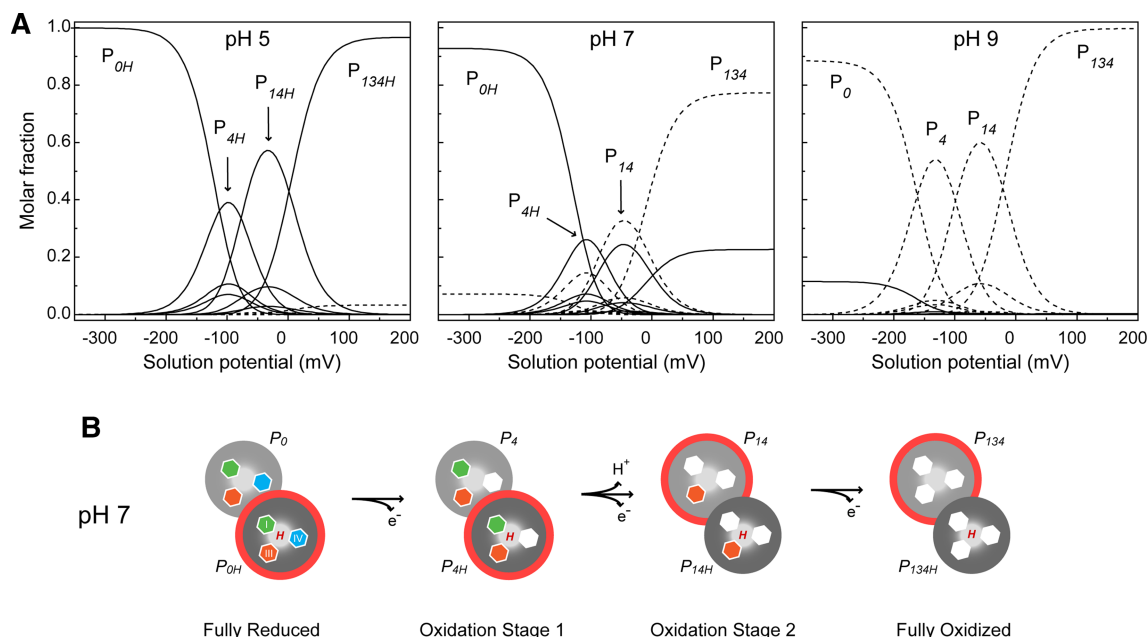 A
pH 5
pH 7
pH 9
1.0
0.8
0.6
0.4
0.2
0.0
Molar fraction
P0H
P4H
P14H
P134H
P0H
P4H
P14
P134
P0
P4
P14
P134
-300 -200 -100 0 100 200
-300 -200 -100 0 100 200
-300 -200 -100 0 100 200
Solution potential (mV)
Solution potential (mV)
Solution potential (mV)
B
pH 7
P0
P4
P14
P134
H+
e-
e-
e-
I
H
IV
III
H
H
H
P0H
P4H
P14H
P134H
Fully Reduced
Oxidation Stage 1
Oxidation Stage 2
Fully Oxidized